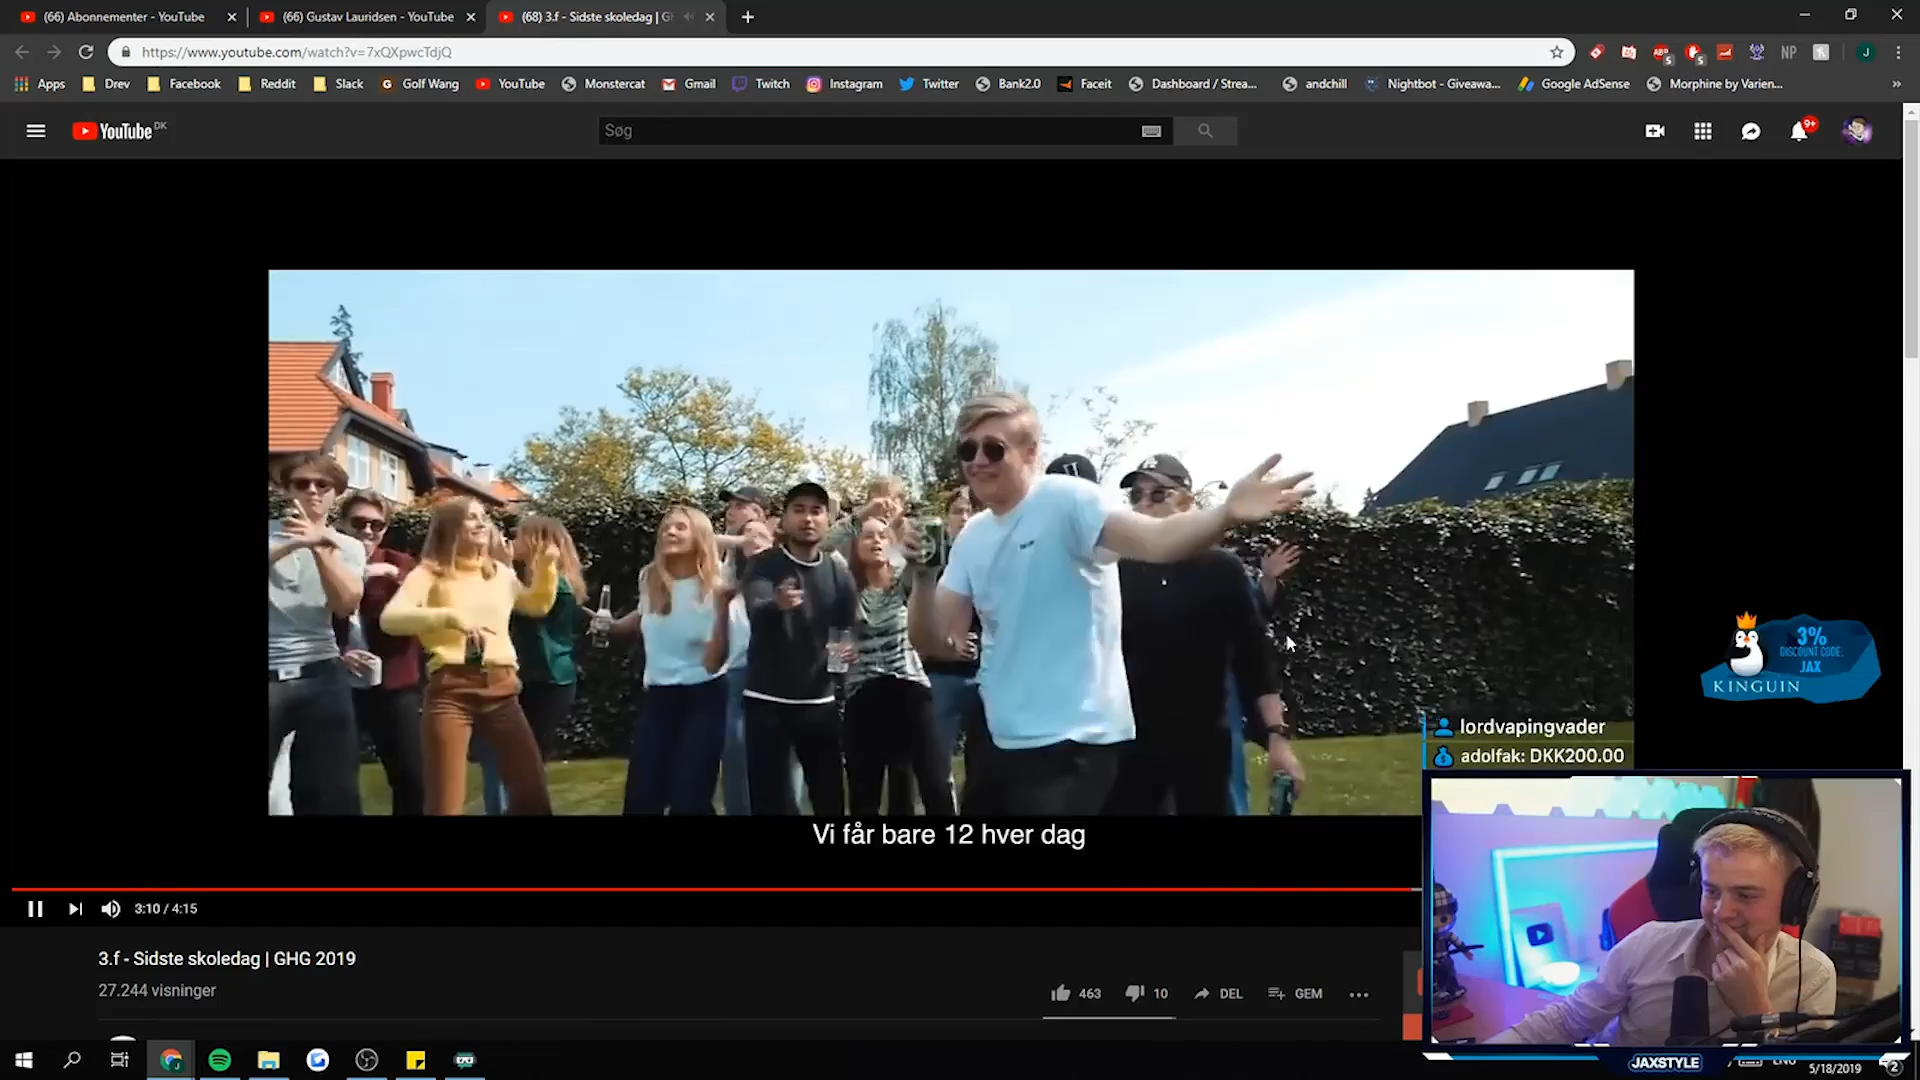 (66) Abonnementer - YouTube
(66) Gustav Lauridsen - YouTube
(68) 3.f - Sidste skoledag | G
https://www.youtube.com/watch?v=7xQXpwcTdjQ
NP
J
Apps
Drev
Facebook
Reddit
Slack
Golf Wang
YouTube
Monstercat
Gmail
Twitch
Instagram
Twitter
Bank2.0
Faceit
Dashboard / Strea...
andchill
Nightbot - Giveawa...
Google AdSense
Morphine by Varien...
YouTube DK
Søg
9+
3%
DISCOUNT CODE:
JAX
KINGUIN
lordvapingvader
adolfak: DKK200.00
Vi får bare 12 hver dag
3:10 / 4:15
3.f - Sidste skoledag | GHG 2019
27.244 visninger
463
10
DEL
GEM
JAXSTYLE
ENG
5/18/2019
2